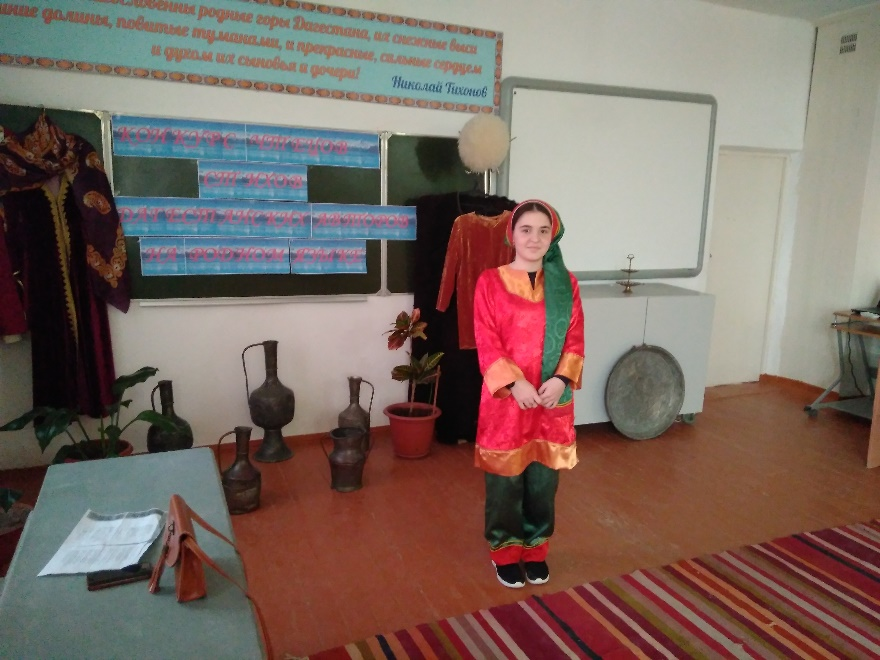 родные горы Дагестана, их снежные выси
долины, повитые туманами, и прекрасные, сильные сердцем
и духом их сыновья и дочери!
Николай Тихонов
КОНКУРС ЧТЕЦОВ
СТИХОВ
ДАГЕСТАНСКИХ АВТОРОВ
НА РОДНОМ ЯЗЫКЕ